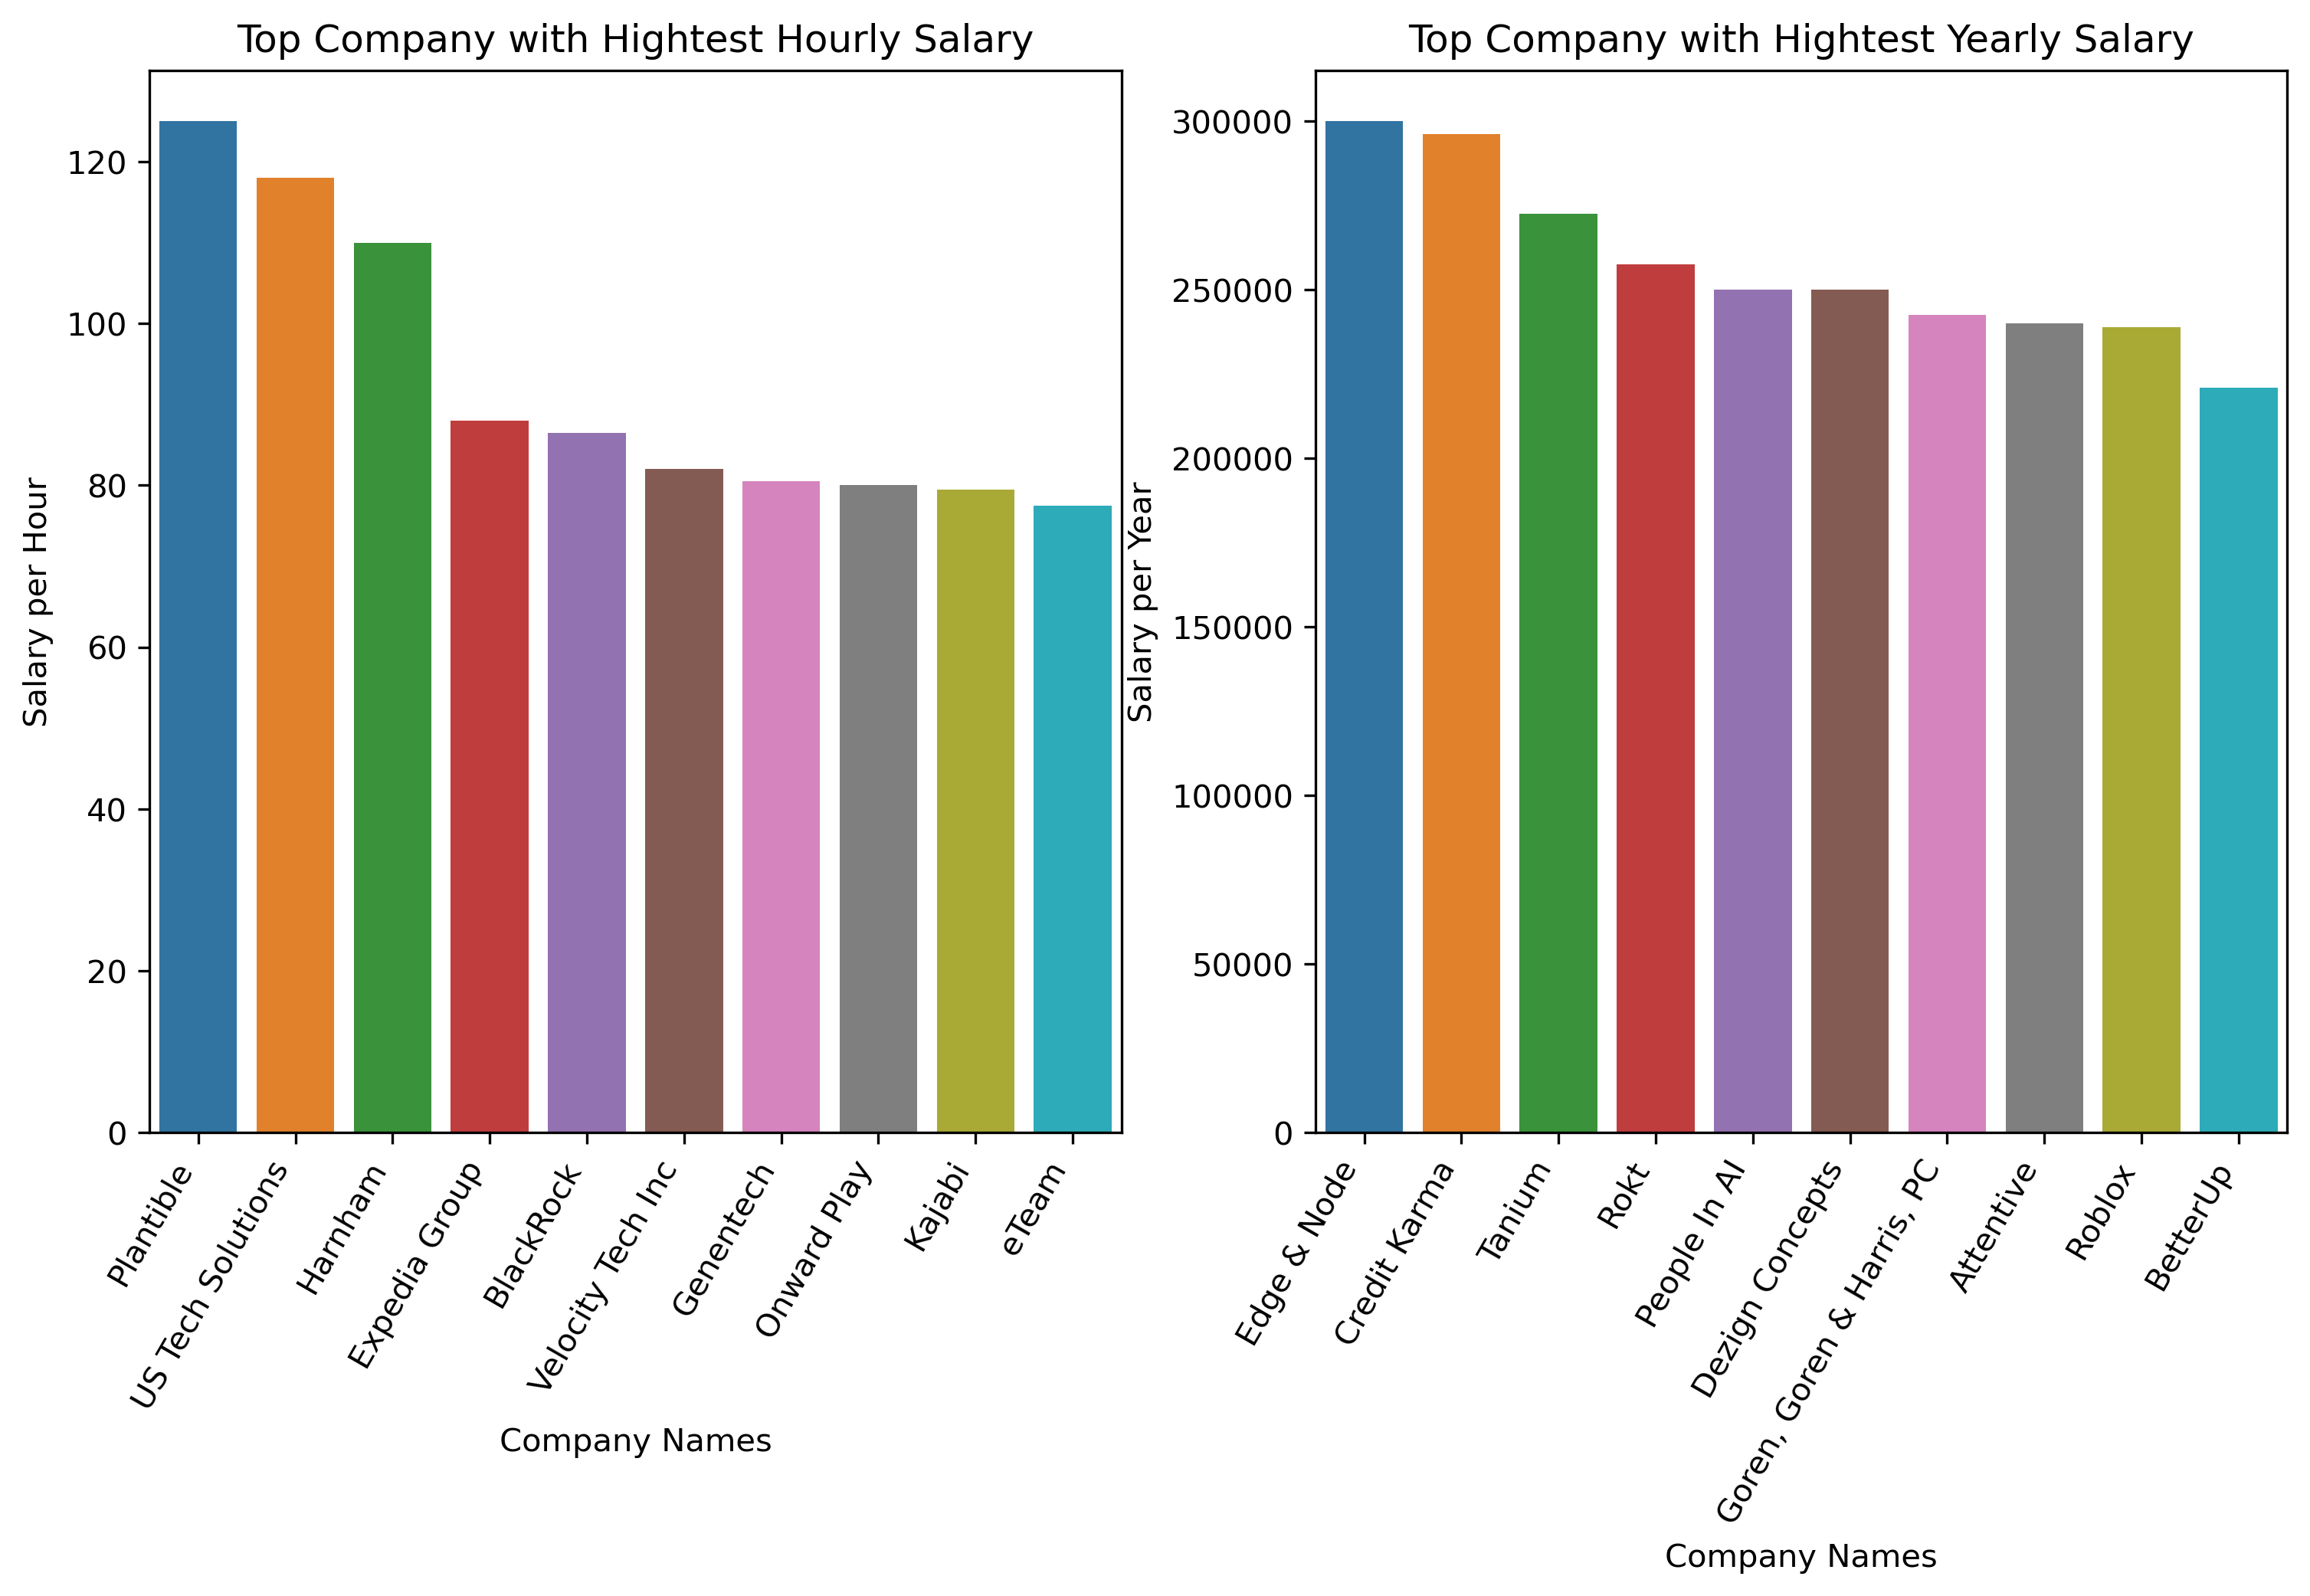 Top Company with Hightest Hourly Salary
Salary per Hour
120
100
80
60
40
20
0
Plantible
US Tech Solutions
Harnham
Expedia Group
BlackRock
Velocity Tech Inc
Genentech
Onward Play
Kajabi
eTeam
Company Names
Top Company with Hightest Yearly Salary
Salary per Year
300000
250000
200000
150000
100000
50000
0
Edge & Node
Credit Karma
Tanium
Rokt
People In AI
Dezign Concepts
Goren, Goren & Harris, PC
Attentive
Roblox
BetterUp
Company Names